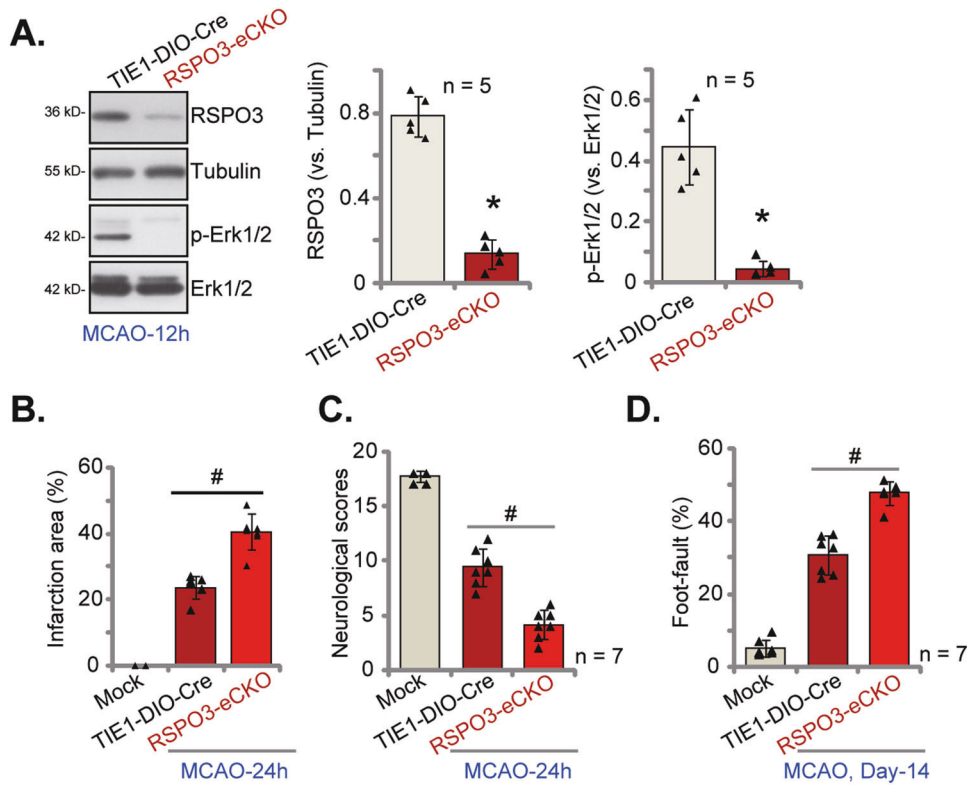 A.
TIE1-DIO-Cre
RSPO3-eCKO
36 kD-
RSPO3
55 kD-
Tubulin
42 kD-
p-Erk1/2
42 kD-
Erk1/2
MCAO-12h
RSPO3 (vs. Tubulin)
0.8
0.4
0
n = 5
*
TIE1-DIO-Cre
RSPO3-eCKO
p-Erk1/2 (vs. Erk1/2)
0.6
0.4
0.2
0
n = 5
*
TIE1-DIO-Cre
RSPO3-eCKO
B.
Infarction area (%)
60
40
20
0
#
Mock
TIE1-DIO-Cre
RSPO3-eCKO
MCAO-24h
C.
Neurological scores
20
15
10
5
0
#
n = 7
Mock
TIE1-DIO-Cre
RSPO3-eCKO
MCAO-24h
D.
Foot-fault (%)
60
40
20
0
#
n = 7
Mock
TIE1-DIO-Cre
RSPO3-eCKO
MCAO, Day-14